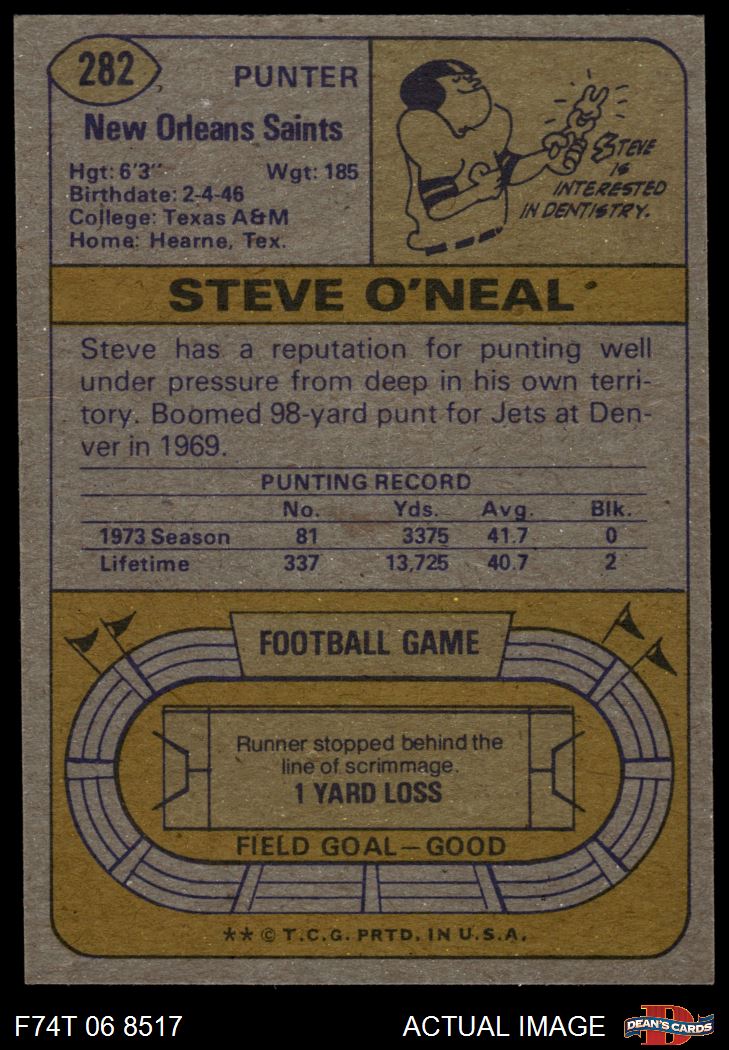 282
PUNTER
New Orleans Saints
Hgt: 6'3" Wgt: 185
Birthdate: 2-4-46
College: Texas A&M
Home: Hearne, Tex.
STEVE
IS
INTERESTED
IN DENTISTRY.
STEVE O'NEAL
Steve has a reputation for punting well
under pressure from deep in his own terri-
tory. Boomed 98-yard punt for Jets at Den-
ver in 1969.
PUNTING RECORD
No. Yds. Avg. Blk.
1973 Season 81 3375 41.7 0
Lifetime 337 13,725 40.7 2
FOOTBALL GAME
Runner stopped behind the
line of scrimmage.
1 YARD LOSS
FIELD GOAL—GOOD
** © T.C.G. PRTD. IN U.S.A.
F74T 06 8517 ACTUAL IMAGE
D
DEAN'S CARDS